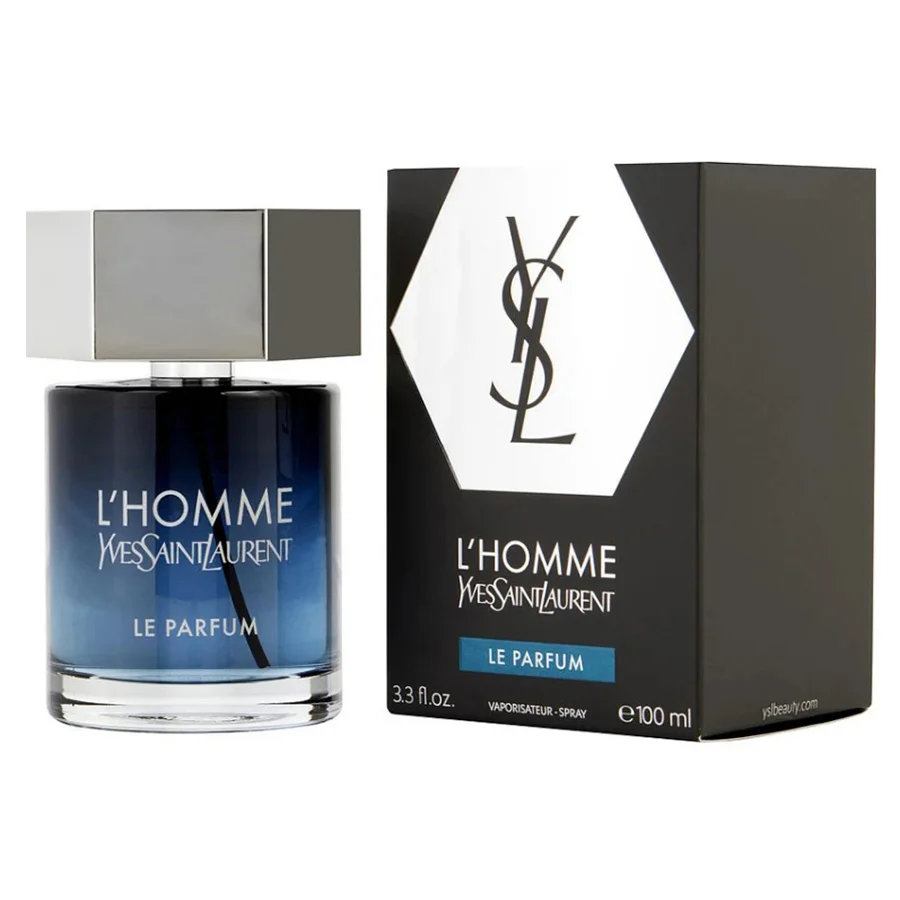 L'HOMME
YVESSAINTLAURENT
LE PARFUM
YSL
L'HOMME
YVESSAINTLAURENT
LE PARFUM
3.3 fl.oz.
VAPORISATEUR - SPRAY
℮100 ml
yslbeauty.com